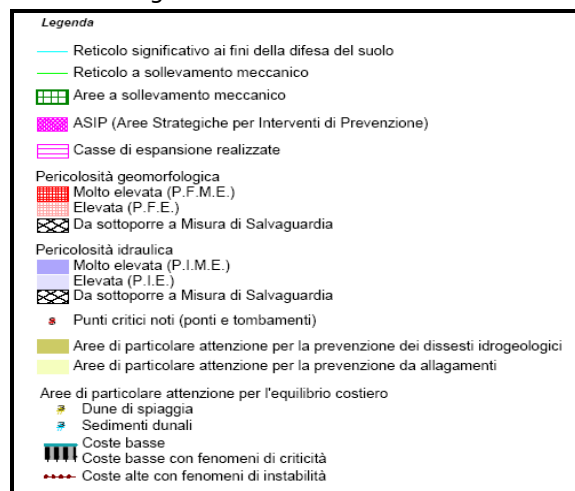 Legenda
Reticolo significativo ai fini della difesa del suolo
Reticolo a sollevamento meccanico
Aree a sollevamento meccanico
ASIP (Aree Strategiche per Interventi di Prevenzione)
Casse di espansione realizzate
Pericolosità geomorfologica
Molto elevata (P.F.M.E.)
Elevata (P.F.E.)
Da sottoporre a Misura di Salvaguardia
Pericolosità idraulica
Molto elevata (P.I.M.E.)
Elevata (P.I.E.)
Da sottoporre a Misura di Salvaguardia
Punti critici noti (ponti e tombamenti)
Aree di particolare attenzione per la prevenzione dei dissesti idrogeologici
Aree di particolare attenzione per la prevenzione da allagamenti
Aree di particolare attenzione per l'equilibrio costiero
Dune di spiaggia
Sedimenti dunali
Coste basse
Coste basse con fenomeni di criticità
Coste alte con fenomeni di instabilità